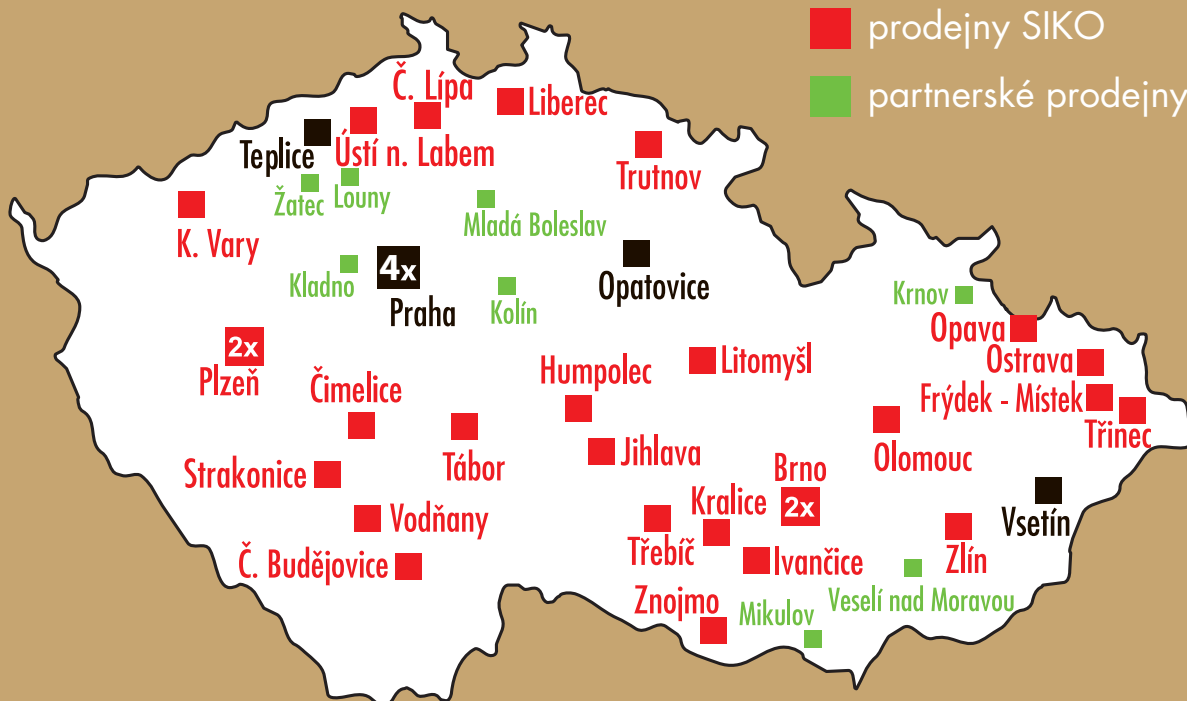 prodejny SIKO
partnerské prodejny
Č. Lípa
Liberec
Teplice
Ústí n. Labem
Trutnov
Žatec
Louny
Mladá Boleslav
K. Vary
4x
Praha
Kladno
Kolín
Opatovice
Krnov
Opava
Ostrava
2x
Plzeň
Čimelice
Humpolec
Litomyšl
Frýdek - Místek
Třinec
Strakonice
Tábor
Jihlava
Olomouc
Brno
2x
Vodňany
Kralice
Třebíč
Vsetín
Č. Budějovice
Ivančice
Zlín
Znojmo
Mikulov
Veselí nad Moravou